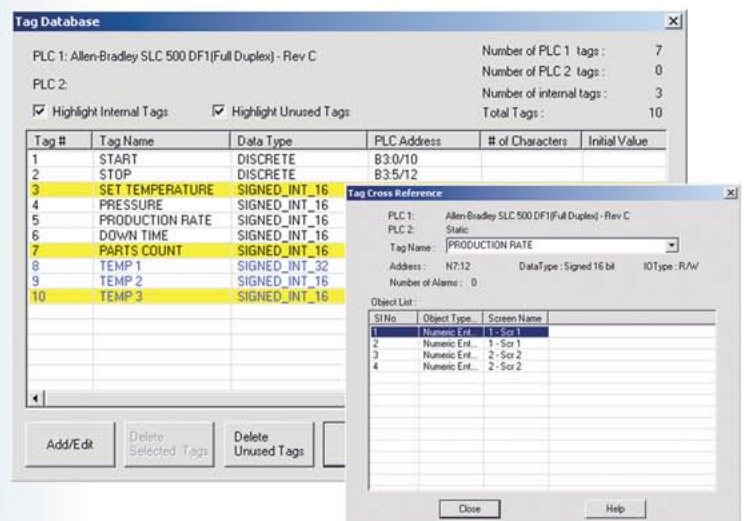 Tag Database
PLC 1: Allen-Bradley SLC 500 DF1(Full Duplex) - Rev C
PLC 2:
Number of PLC 1 tags : 7
Number of PLC 2 tags : 0
Number of internal tags : 3
Total Tags : 10
Highlight Internal Tags Highlight Unused Tags
Tag # Tag Name Data Type PLC Address # of Characters Initial Value
1 START DISCRETE B3:0/10
2 STOP DISCRETE B3:5/12
3 SET TEMPERATURE SIGNED_INT_16
4 PRESSURE SIGNED_INT_16
5 PRODUCTION RATE SIGNED_INT_16
6 DOWN TIME SIGNED_INT_16
7 PARTS COUNT SIGNED_INT_16
8 TEMP 1 SIGNED_INT_32
9 TEMP 2 SIGNED_INT_16
10 TEMP 3 SIGNED_INT_16
Add/Edit
Delete Selected Tags
Delete Unused Tags
Tag Cross Reference
PLC 1: Allen-Bradley SLC 500 DF1(Full Duplex) - Rev C
PLC 2: Static
Tag Name : PRODUCTION RATE
Address : N7:12 DataType : Signed 16 bit IOType : R/W
Number of Alarms : 0
Object List :
Sl No Object Type... Screen Name
1 Numeric Ent... 1 - Scr 1
2 Numeric Ent... 1 - Scr 1
3 Numeric Ent... 2 - Scr 2
4 Numeric Ent... 2 - Scr 2
Close Help